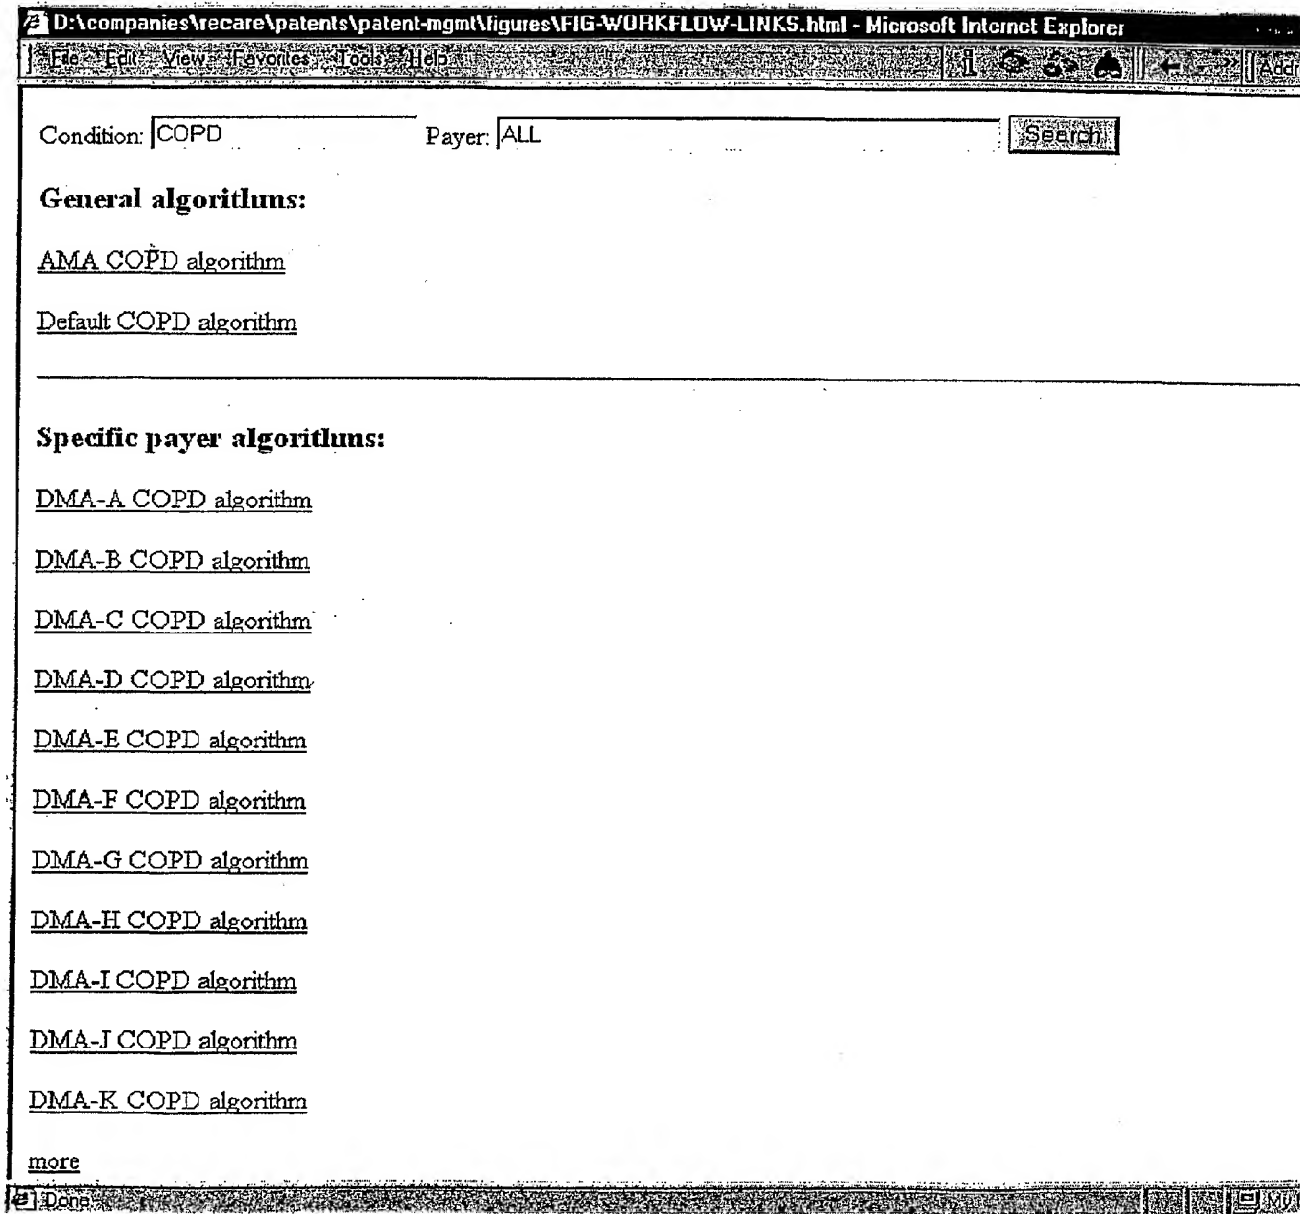 D:\companies\recare\patents\patent-mgmt\figures\FIG-WORKFLOW-LINKS.html - Microsoft Internet Explorer
File Edit View Favorites Tools Help Addr
Condition: COPD Payer: ALL Search
General algorithms:
AMA COPD algorithm
Default COPD algorithm
Specific payer algorithms:
DMA-A COPD algorithm
DMA-B COPD algorithm
DMA-C COPD algorithm
DMA-D COPD algorithm
DMA-E COPD algorithm
DMA-F COPD algorithm
DMA-G COPD algorithm
DMA-H COPD algorithm
DMA-I COPD algorithm
DMA-J COPD algorithm
DMA-K COPD algorithm
more
Done My